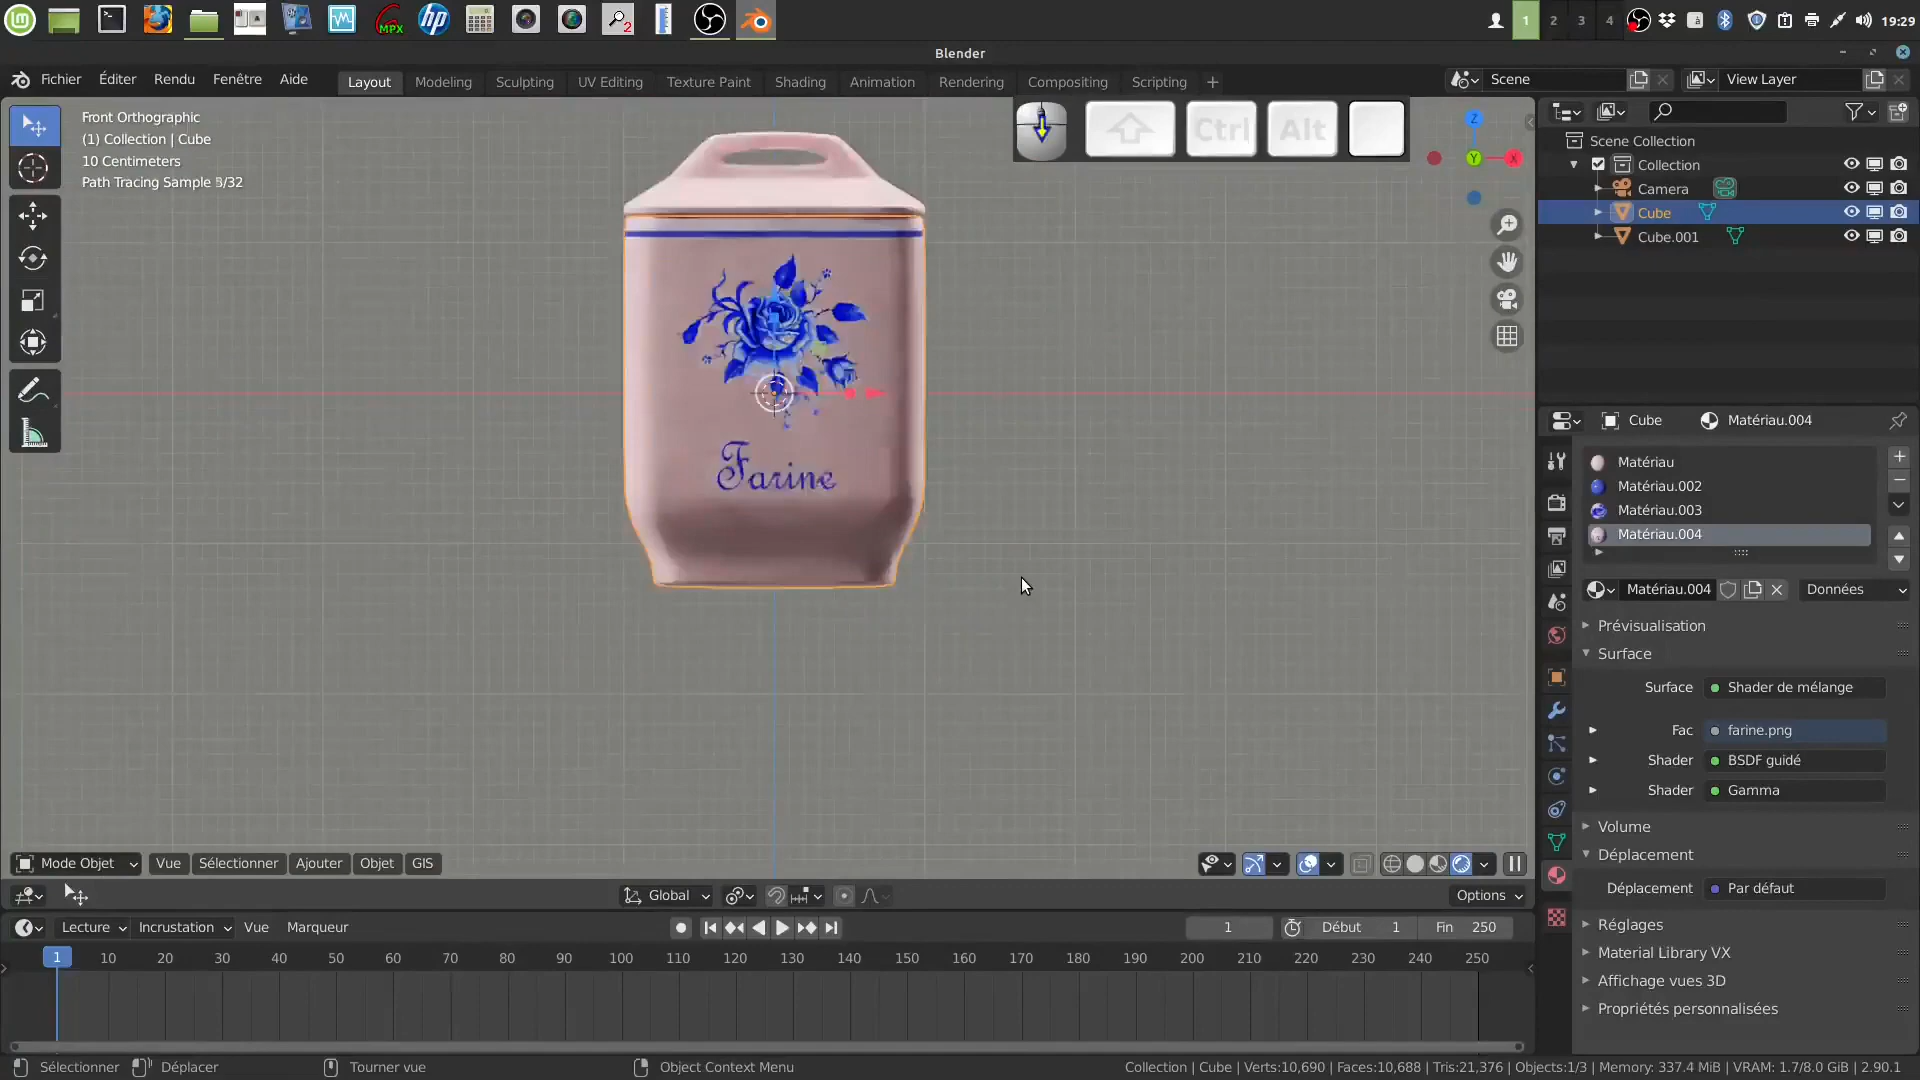 MPX
2
1
2
3
4
à
19:29
Blender
Fichier
Éditer
Rendu
Fenêtre
Aide
Layout
Modeling
Sculpting
UV Editing
Texture Paint
Shading
Animation
Rendering
Compositing
Scripting
Scene
View Layer
Front Orthographic
(1) Collection | Cube
10 Centimeters
Path Tracing Sample 3/32
Ctrl
Alt
Z
Y
X
Farine
Scene Collection
Collection
Camera
Cube
Cube.001
Cube
Matériau.004
Matériau
Matériau.002
Matériau.003
Matériau.004
Matériau.004
Données
Prévisualisation
Surface
Surface
Shader de mélange
Fac
farine.png
Shader
BSDF guidé
Shader
Gamma
Volume
Déplacement
Déplacement
Par défaut
Réglages
Material Library VX
Affichage vues 3D
Propriétés personnalisées
Mode Objet
Vue
Sélectionner
Ajouter
Objet
GIS
Global
Options
Lecture
Incrustation
Vue
Marqueur
1
Début 1
Fin 250
1 10 20 30 40 50 60 70 80 90 100 110 120 130 140 150 160 170 180 190 200 210 220 230 240 250
Sélectionner
Déplacer
Tourner vue
Object Context Menu
Collection | Cube | Verts:10,690 | Faces:10,688 | Tris:21,376 | Objects:1/3 | Memory: 337.4 MiB | VRAM: 1.7/8.0 GiB | 2.90.1